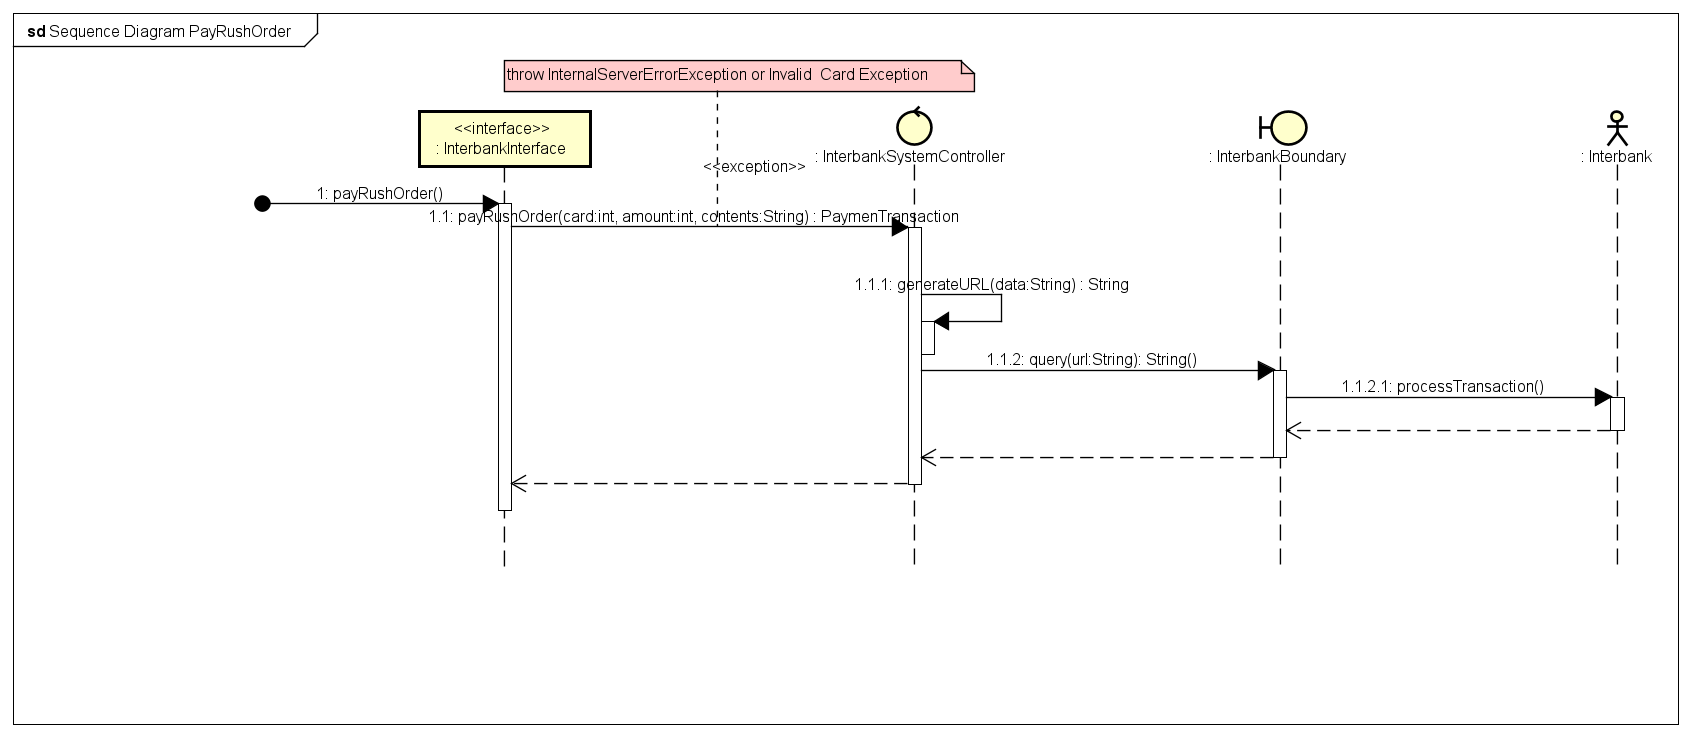 sd Sequence Diagram PayRushOrder
throw InternalServerErrorException or Invalid  Card Exception
<<interface>>
: InterbankInterface
<<exception>>
: InterbankSystemController
: InterbankBoundary
: Interbank
1: payRushOrder()
1.1: payRushOrder(card:int, amount:int, contents:String) : PaymenTransaction
1.1.1: generateURL(data:String) : String
1.1.2: query(url:String): String()
1.1.2.1: processTransaction()